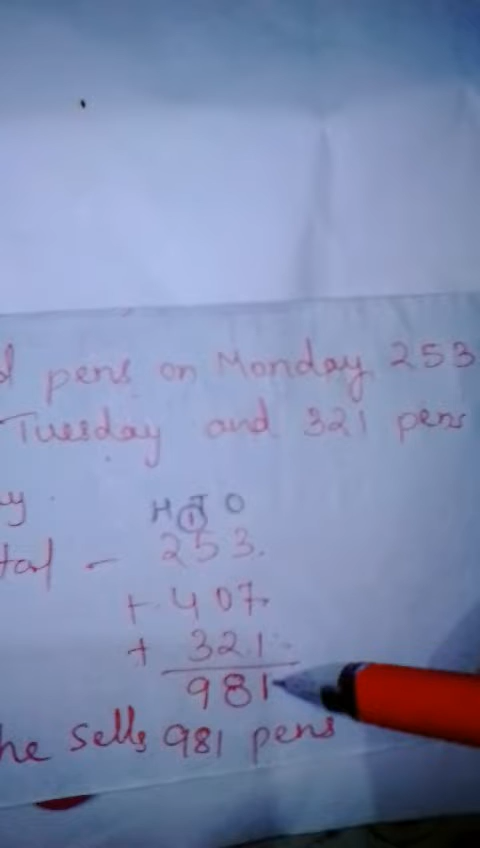 pens on Monday 253
Tuesday and 321 pens
H T O
1
- 253.
+ 407.
+ 321
981
he sells 981 pens